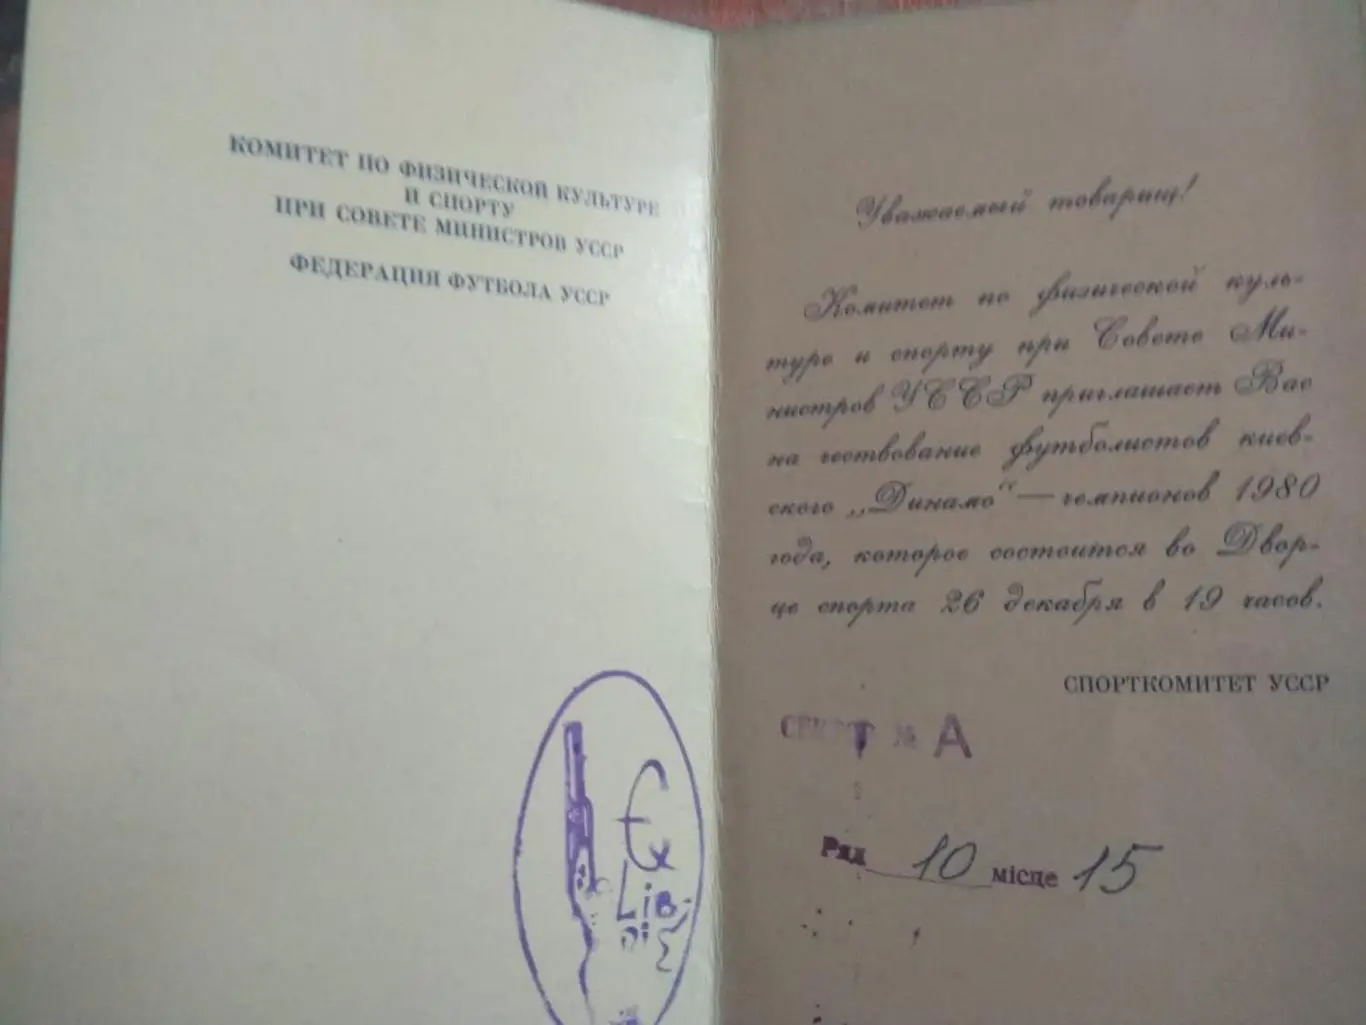 КОМИТЕТ ПО ФИЗИЧЕСКОЙ КУЛЬТУРЕ
И СПОРТУ
ПРИ СОВЕТЕ МИНИСТРОВ УССР
ФЕДЕРАЦИЯ ФУТБОЛА УССР
Ex
Lib
Уважаемый товарищ!
Комитет по физической куль-
туре и спорту при Совете Ми-
нистров УССР приглашает Вас
на чествование футболистов киев-
ского „Динамо“ — чемпионов 1980
года, которое состоится во Двор-
це спорта 26 декабря в 19 часов.
СПОРТКОМИТЕТ УССР
№ А
Ряд 10 місце 15